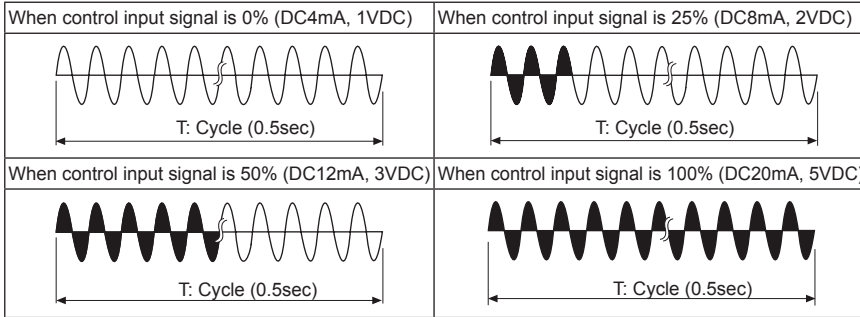 When control input signal is 0% (DC4mA, 1VDC)
When control input signal is 25% (DC8mA, 2VDC)
T: Cycle (0.5sec)
T: Cycle (0.5sec)
When control input signal is 50% (DC12mA, 3VDC)
When control input signal is 100% (DC20mA, 5VDC)
T: Cycle (0.5sec)
T: Cycle (0.5sec)